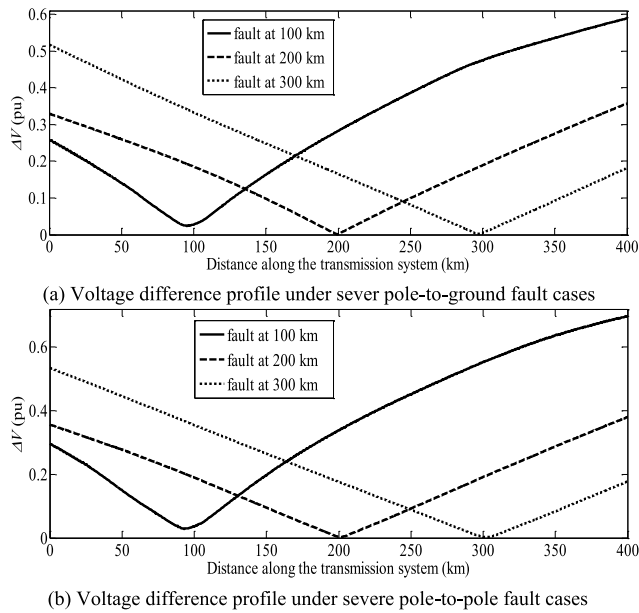 0.6
0.5
0.4
0.3
0.2
0.1
0
ΔV (pu)
fault at 100 km
fault at 200 km
fault at 300 km
0 50 100 150 200 250 300 350 400
Distance along the transmission system (km)
(a) Voltage difference profile under sever pole-to-ground fault cases
0.6
0.4
0.2
0
ΔV (pu)
fault at 100 km
fault at 200 km
fault at 300 km
0 50 100 150 200 250 300 350 400
Distance along the transmission system (km)
(b) Voltage difference profile under severe pole-to-pole fault cases